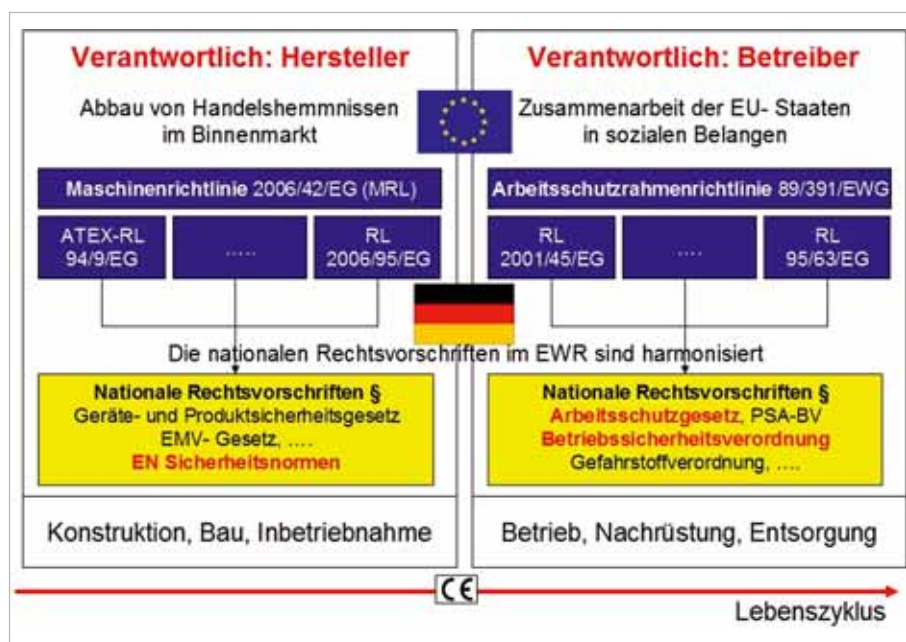 Verantwortlich: Hersteller
Abbau von Handelshemmnissen
im Binnenmarkt
Maschinenrichtlinie 2006/42/EG (MRL)
ATEX-RL
94/9/EG
.....
RL
2006/95/EG
Verantwortlich: Betreiber
Zusammenarbeit der EU- Staaten
in sozialen Belangen
Arbeitsschutzrahmenrichtlinie 89/391/EWG
RL
2001/45/EG
....
RL
95/63/EG
Die nationalen Rechtsvorschriften im EWR sind harmonisiert
Nationale Rechtsvorschriften §
Geräte- und Produktsicherheitsgesetz
EMV- Gesetz, ....
EN Sicherheitsnormen
Nationale Rechtsvorschriften §
Arbeitsschutzgesetz, PSA-BV
Betriebssicherheitsverordnung
Gefahrstoffverordnung, ....
Konstruktion, Bau, Inbetriebnahme
Betrieb, Nachrüstung, Entsorgung
CE
Lebenszyklus